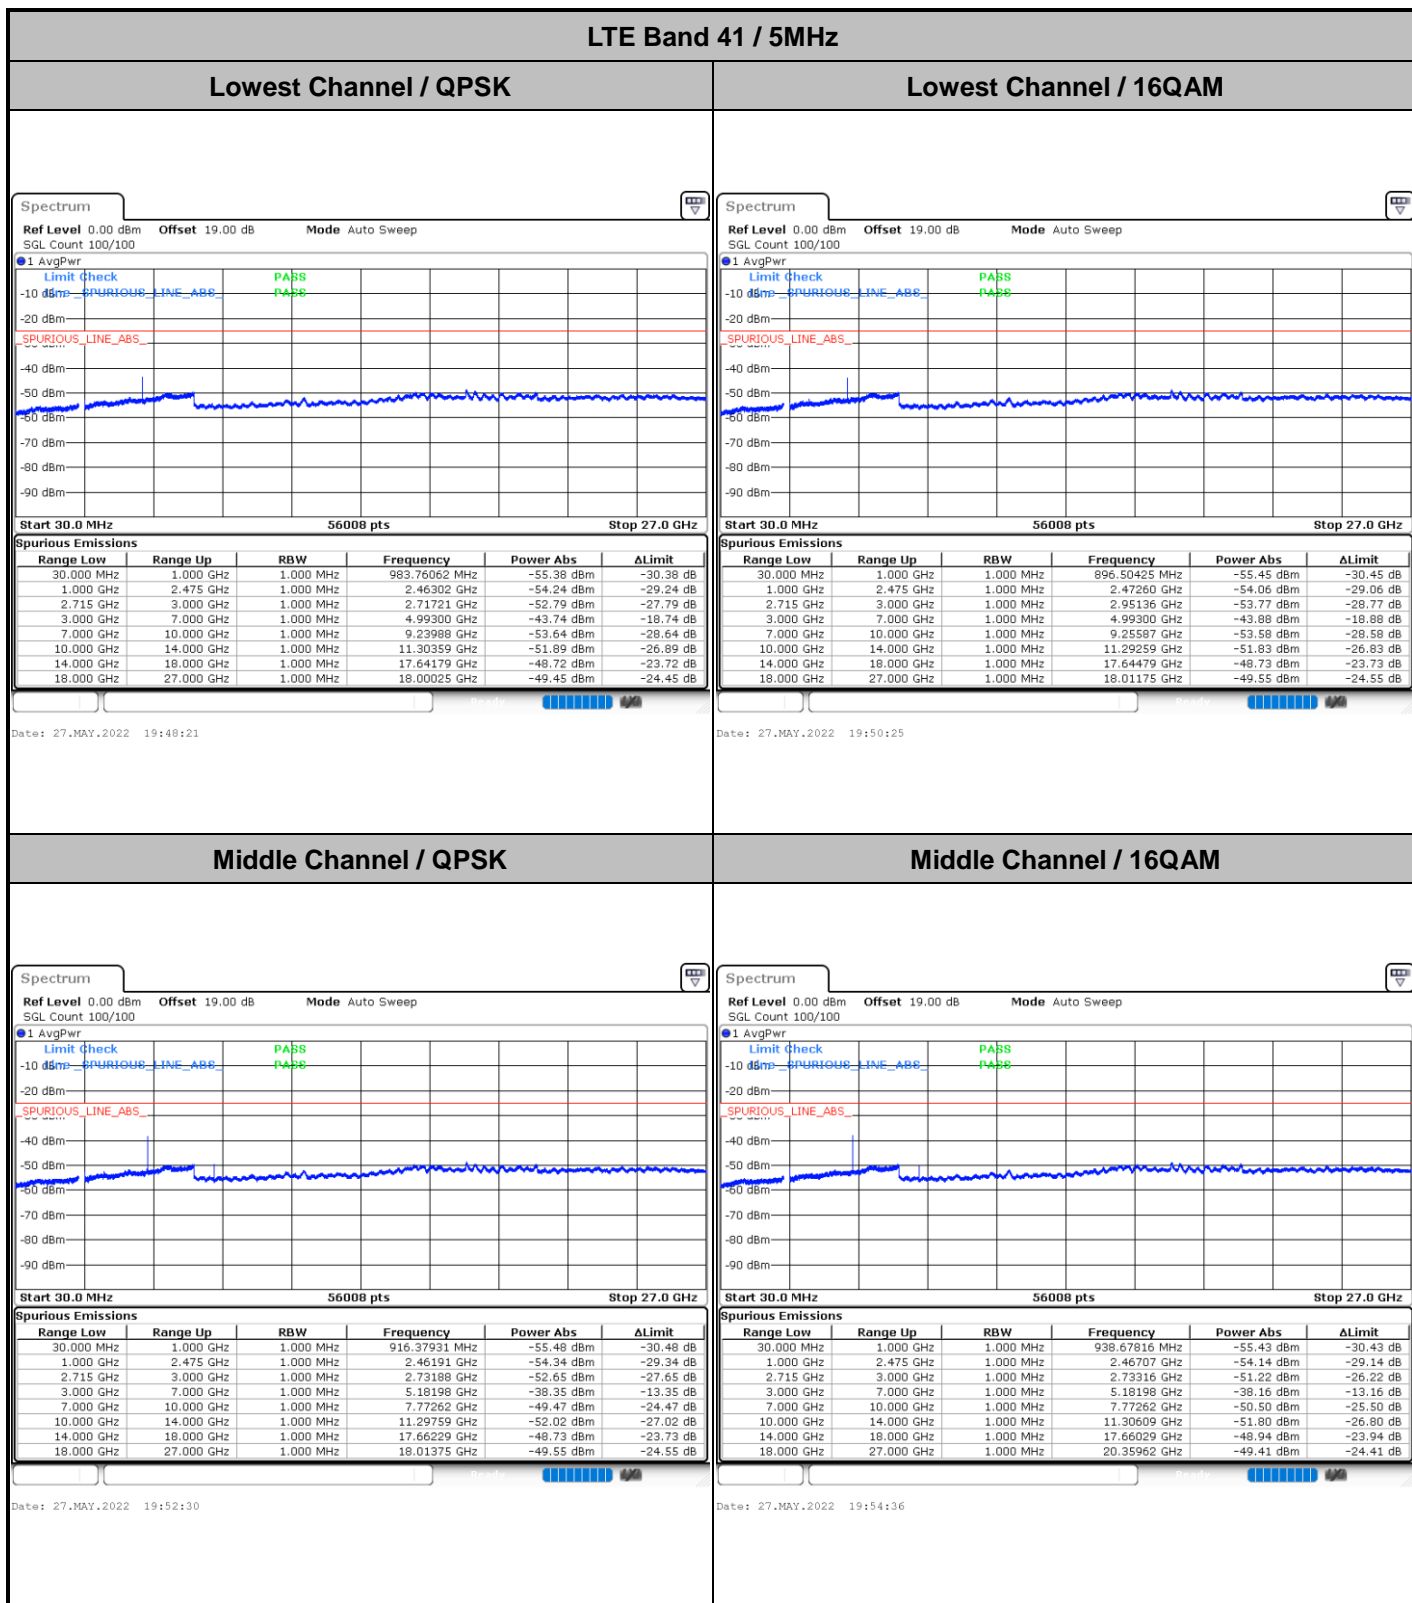 LTE Band 41 / 5MHz
Lowest Channel / QPSK
Lowest Channel / 16QAM
Spectrum
Ref Level 0.00 dBm Offset 19.00 dB Mode Auto Sweep
SGL Count 100/100
1 AvgPwr
Limit Check PASS
Line _SPURIOUS_LINE_ABS_ PASS
-10 dBm
-20 dBm
_SPURIOUS_LINE_ABS_
-30 dBm
-40 dBm
-50 dBm
-60 dBm
-70 dBm
-80 dBm
-90 dBm
Start 30.0 MHz 56008 pts Stop 27.0 GHz
Spurious Emissions
Range Low Range Up RBW Frequency Power Abs ΔLimit
30.000 MHz 1.000 GHz 1.000 MHz 983.76062 MHz -55.38 dBm -30.38 dB
1.000 GHz 2.475 GHz 1.000 MHz 2.46302 GHz -54.24 dBm -29.24 dB
2.715 GHz 3.000 GHz 1.000 MHz 2.71721 GHz -52.79 dBm -27.79 dB
3.000 GHz 7.000 GHz 1.000 MHz 4.99300 GHz -43.74 dBm -18.74 dB
7.000 GHz 10.000 GHz 1.000 MHz 9.23988 GHz -53.64 dBm -28.64 dB
10.000 GHz 14.000 GHz 1.000 MHz 11.30359 GHz -51.89 dBm -26.89 dB
14.000 GHz 18.000 GHz 1.000 MHz 17.64179 GHz -48.72 dBm -23.72 dB
18.000 GHz 27.000 GHz 1.000 MHz 18.00025 GHz -49.45 dBm -24.45 dB
Ready
Date: 27.MAY.2022 19:48:21
Spectrum
Ref Level 0.00 dBm Offset 19.00 dB Mode Auto Sweep
SGL Count 100/100
1 AvgPwr
Limit Check PASS
Line _SPURIOUS_LINE_ABS_ PASS
-10 dBm
-20 dBm
_SPURIOUS_LINE_ABS_
-30 dBm
-40 dBm
-50 dBm
-60 dBm
-70 dBm
-80 dBm
-90 dBm
Start 30.0 MHz 56008 pts Stop 27.0 GHz
Spurious Emissions
Range Low Range Up RBW Frequency Power Abs ΔLimit
30.000 MHz 1.000 GHz 1.000 MHz 896.50425 MHz -55.45 dBm -30.45 dB
1.000 GHz 2.475 GHz 1.000 MHz 2.47260 GHz -54.06 dBm -29.06 dB
2.715 GHz 3.000 GHz 1.000 MHz 2.95136 GHz -53.77 dBm -28.77 dB
3.000 GHz 7.000 GHz 1.000 MHz 4.99300 GHz -43.88 dBm -18.88 dB
7.000 GHz 10.000 GHz 1.000 MHz 9.25587 GHz -53.58 dBm -28.58 dB
10.000 GHz 14.000 GHz 1.000 MHz 11.29259 GHz -51.83 dBm -26.83 dB
14.000 GHz 18.000 GHz 1.000 MHz 17.64479 GHz -48.73 dBm -23.73 dB
18.000 GHz 27.000 GHz 1.000 MHz 18.01175 GHz -49.55 dBm -24.55 dB
Ready
Date: 27.MAY.2022 19:50:25
Middle Channel / QPSK
Middle Channel / 16QAM
Spectrum
Ref Level 0.00 dBm Offset 19.00 dB Mode Auto Sweep
SGL Count 100/100
1 AvgPwr
Limit Check PASS
Line _SPURIOUS_LINE_ABS_ PASS
-10 dBm
-20 dBm
_SPURIOUS_LINE_ABS_
-30 dBm
-40 dBm
-50 dBm
-60 dBm
-70 dBm
-80 dBm
-90 dBm
Start 30.0 MHz 56008 pts Stop 27.0 GHz
Spurious Emissions
Range Low Range Up RBW Frequency Power Abs ΔLimit
30.000 MHz 1.000 GHz 1.000 MHz 916.37931 MHz -55.48 dBm -30.48 dB
1.000 GHz 2.475 GHz 1.000 MHz 2.46191 GHz -54.34 dBm -29.34 dB
2.715 GHz 3.000 GHz 1.000 MHz 2.73188 GHz -52.65 dBm -27.65 dB
3.000 GHz 7.000 GHz 1.000 MHz 5.18198 GHz -38.35 dBm -13.35 dB
7.000 GHz 10.000 GHz 1.000 MHz 7.77262 GHz -49.47 dBm -24.47 dB
10.000 GHz 14.000 GHz 1.000 MHz 11.29759 GHz -52.02 dBm -27.02 dB
14.000 GHz 18.000 GHz 1.000 MHz 17.66229 GHz -48.73 dBm -23.73 dB
18.000 GHz 27.000 GHz 1.000 MHz 18.01375 GHz -49.55 dBm -24.55 dB
Ready
Date: 27.MAY.2022 19:52:30
Spectrum
Ref Level 0.00 dBm Offset 19.00 dB Mode Auto Sweep
SGL Count 100/100
1 AvgPwr
Limit Check PASS
Line _SPURIOUS_LINE_ABS_ PASS
-10 dBm
-20 dBm
_SPURIOUS_LINE_ABS_
-30 dBm
-40 dBm
-50 dBm
-60 dBm
-70 dBm
-80 dBm
-90 dBm
Start 30.0 MHz 56008 pts Stop 27.0 GHz
Spurious Emissions
Range Low Range Up RBW Frequency Power Abs ΔLimit
30.000 MHz 1.000 GHz 1.000 MHz 938.67816 MHz -55.43 dBm -30.43 dB
1.000 GHz 2.475 GHz 1.000 MHz 2.46707 GHz -54.14 dBm -29.14 dB
2.715 GHz 3.000 GHz 1.000 MHz 2.73316 GHz -51.22 dBm -26.22 dB
3.000 GHz 7.000 GHz 1.000 MHz 5.18198 GHz -38.16 dBm -13.16 dB
7.000 GHz 10.000 GHz 1.000 MHz 7.77262 GHz -50.50 dBm -25.50 dB
10.000 GHz 14.000 GHz 1.000 MHz 11.30609 GHz -51.80 dBm -26.80 dB
14.000 GHz 18.000 GHz 1.000 MHz 17.66029 GHz -48.94 dBm -23.94 dB
18.000 GHz 27.000 GHz 1.000 MHz 20.35962 GHz -49.41 dBm -24.41 dB
Ready
Date: 27.MAY.2022 19:54:36